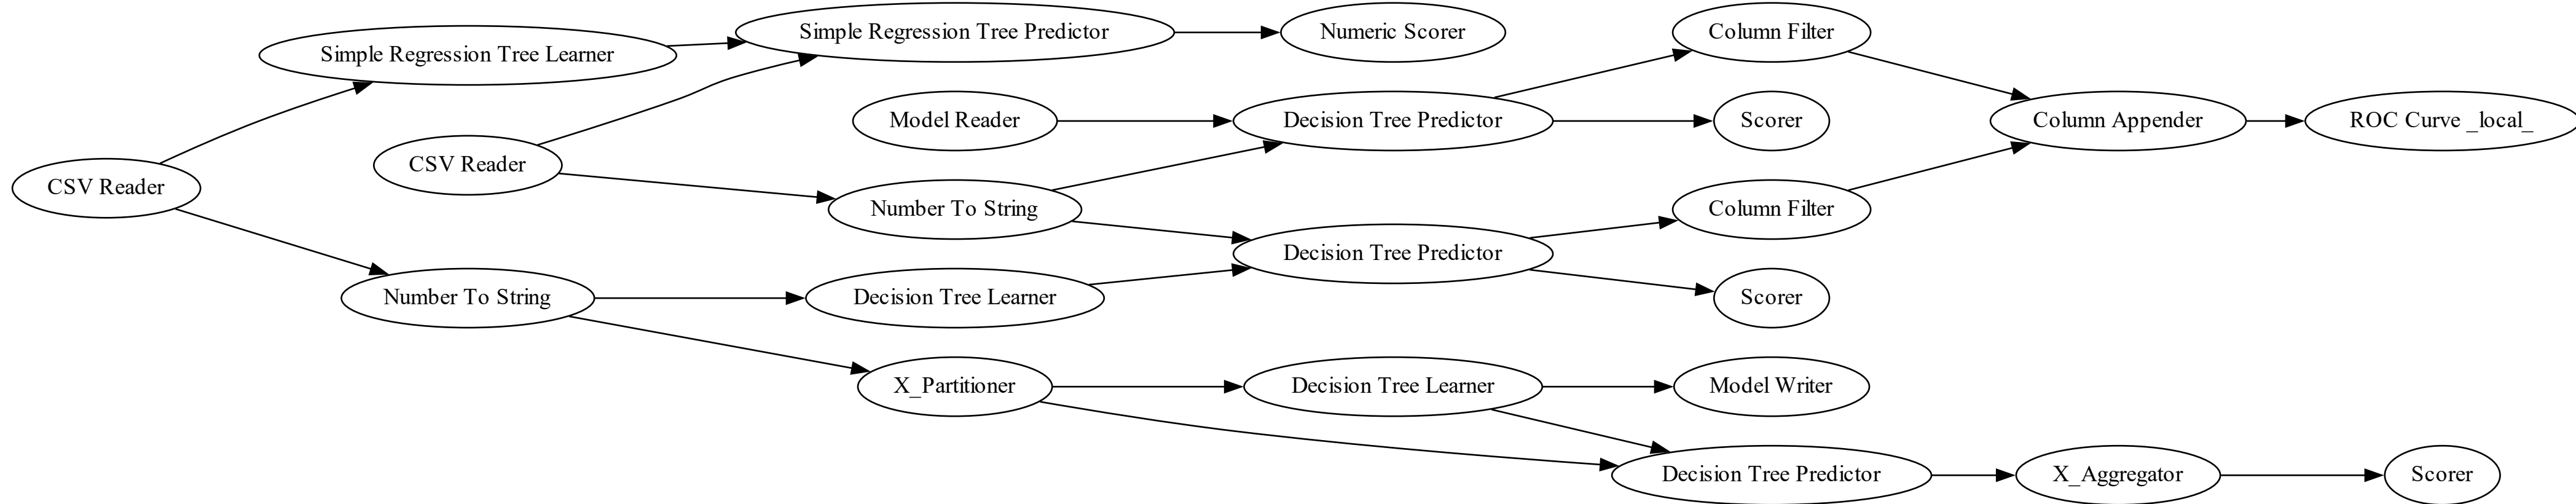 Simple Regression Tree Predictor
Numeric Scorer
Column Filter
Simple Regression Tree Learner
Model Reader
Decision Tree Predictor
Scorer
Column Appender
ROC Curve _local_
CSV Reader
CSV Reader
Number To String
Column Filter
Decision Tree Predictor
Number To String
Decision Tree Learner
Scorer
X_Partitioner
Decision Tree Learner
Model Writer
Decision Tree Predictor
X_Aggregator
Scorer